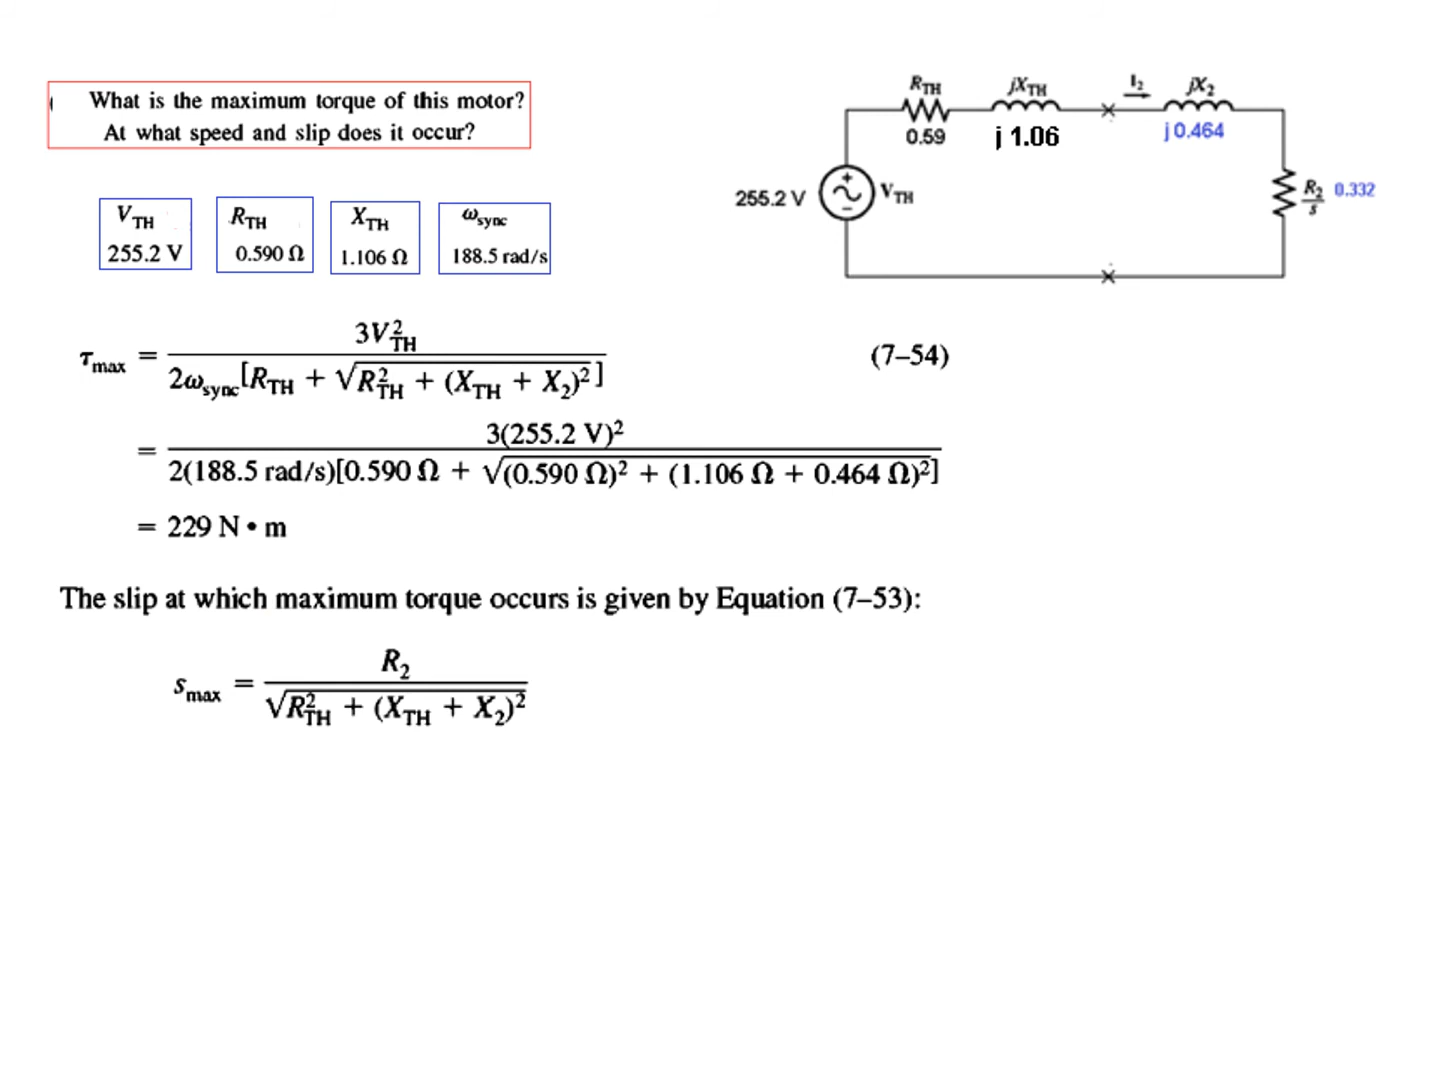 What is the maximum torque of this motor?
At what speed and slip does it occur?
V_TH
255.2 V
R_TH
0.590 Ω
X_TH
1.106 Ω
ω_sync
188.5 rad/s
R_TH
0.59
jX_TH
j 1.06
I_2
jX_2
j 0.464
255.2 V
+
−
V_TH
R_2/s 0.332
τ_max = 3V_TH^2 / 2ω_sync[R_TH + √(R_TH^2 + (X_TH + X_2)^2)] (7–54)
= 3(255.2 V)^2 / 2(188.5 rad/s)[0.590 Ω + √((0.590 Ω)^2 + (1.106 Ω + 0.464 Ω)^2)]
= 229 N • m
The slip at which maximum torque occurs is given by Equation (7–53):
s_max = R_2 / √(R_TH^2 + (X_TH + X_2)^2)